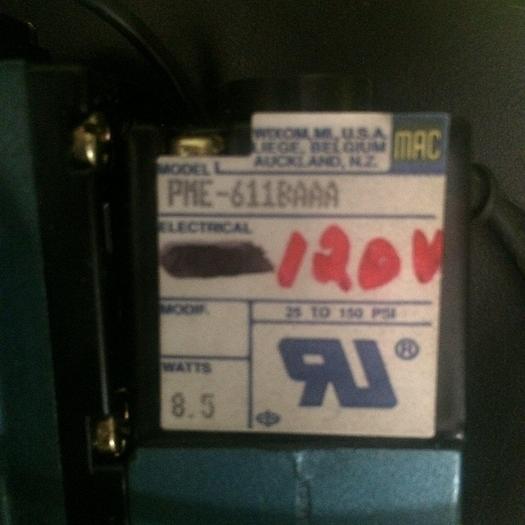 WIXOM, MI, U.S.A.
LIEGE, BELGIUM
AUCKLAND, N.Z.
MAC
MODEL
PME-611BAAA
ELECTRICAL
120V
MODIF.
25 TO 150 PSI
WATTS
8.5
RU®